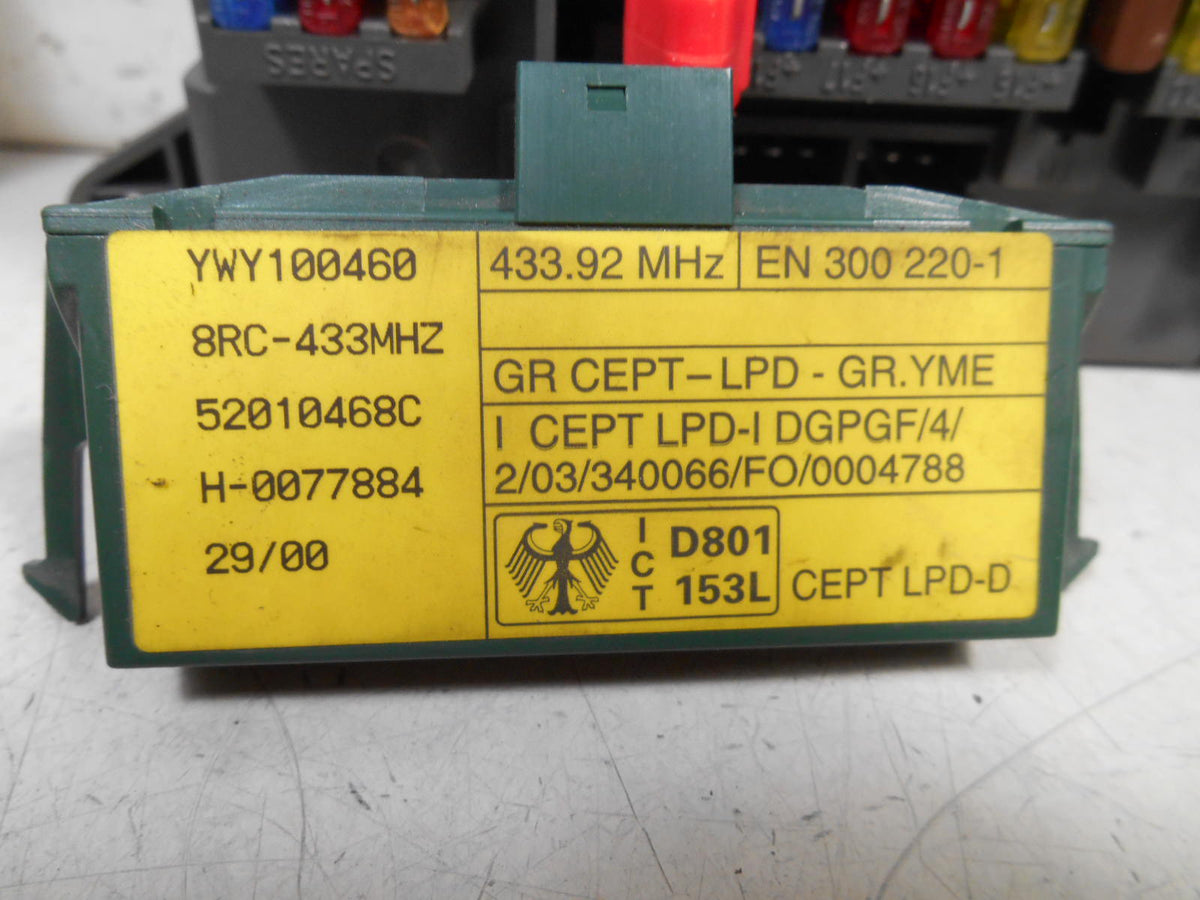 SPARES
YWY100460
8RC-433MHZ
52010468C
H-0077884
29/00
433.92 MHz
EN 300 220-1
GR CEPT-LPD - GR.YME
I CEPT LPD-I DGPGF/4/
2/03/340066/FO/0004788
I
C
T
D801
153L
CEPT LPD-D